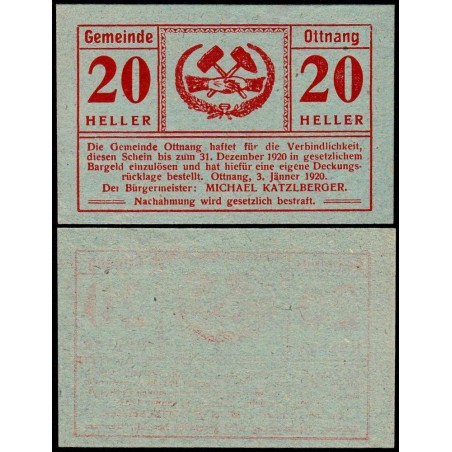 Gemeinde Ottnang
20 20
HELLER HELLER
Die Gemeinde Ottnang haftet für die Verbindlichkeit,
diesen Schein bis zum 31. Dezember 1920 in gesetzlichem
Bargeld einzulösen und hat hiefür eine eigene Deckungs-
rücklage bestellt. Ottnang, 3. Jänner 1920.
Der Bürgermeister: MICHAEL KATZLBERGER.
Nachahmung wird gesetzlich bestraft.